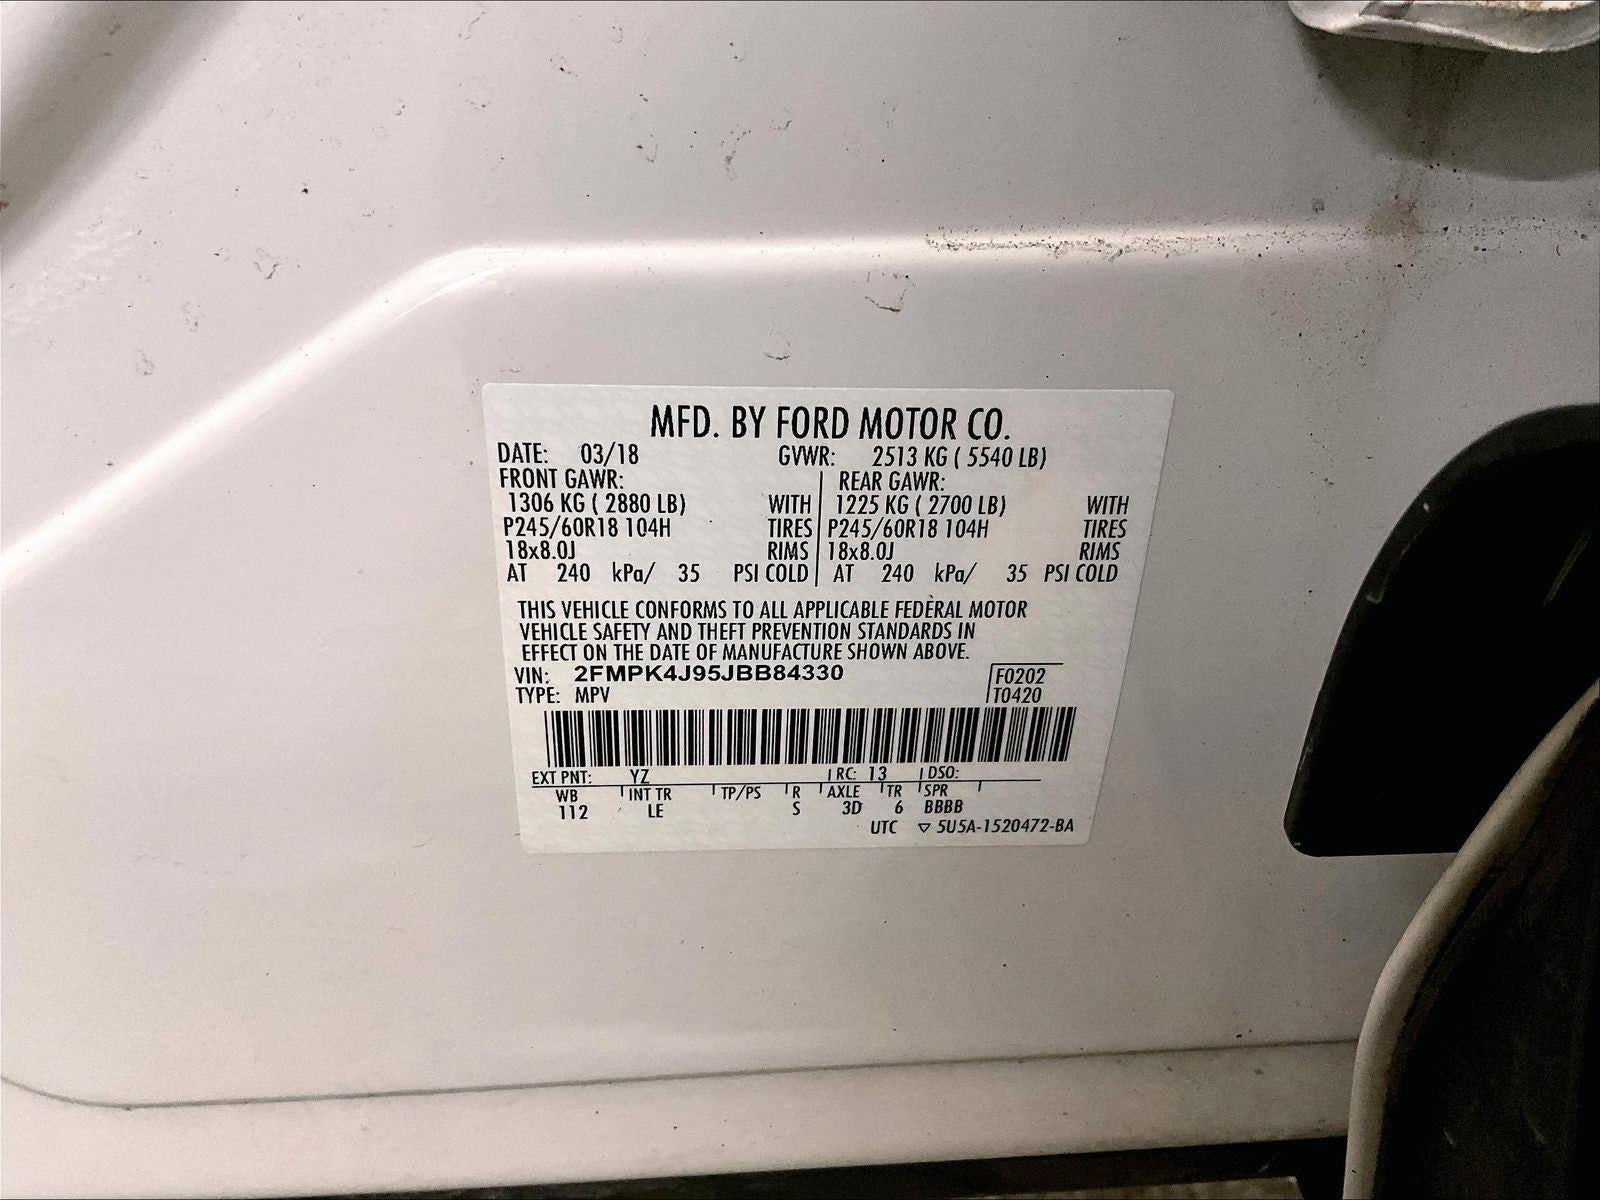 MFD. BY FORD MOTOR CO.
DATE: 03/18 GVWR: 2513 KG ( 5540 LB)
FRONT GAWR: REAR GAWR:
1306 KG ( 2880 LB) WITH 1225 KG ( 2700 LB) WITH
P245/60R18 104H TIRES P245/60R18 104H TIRES
18x8.0J RIMS 18x8.0J RIMS
AT 240 kPa/ 35 PSI COLD AT 240 kPa/ 35 PSI COLD
THIS VEHICLE CONFORMS TO ALL APPLICABLE FEDERAL MOTOR
VEHICLE SAFETY AND THEFT PREVENTION STANDARDS IN
EFFECT ON THE DATE OF MANUFACTURE SHOWN ABOVE.
VIN: 2FMPK4J95JBB84330 F0202
TYPE: MPV T0420
EXT PNT: YZ RC: 13 DSO:
WB INT TR TP/PS R AXLE TR SPR
112 LE S 3D 6 BBBB
UTC ▽ 5U5A-1520472-BA